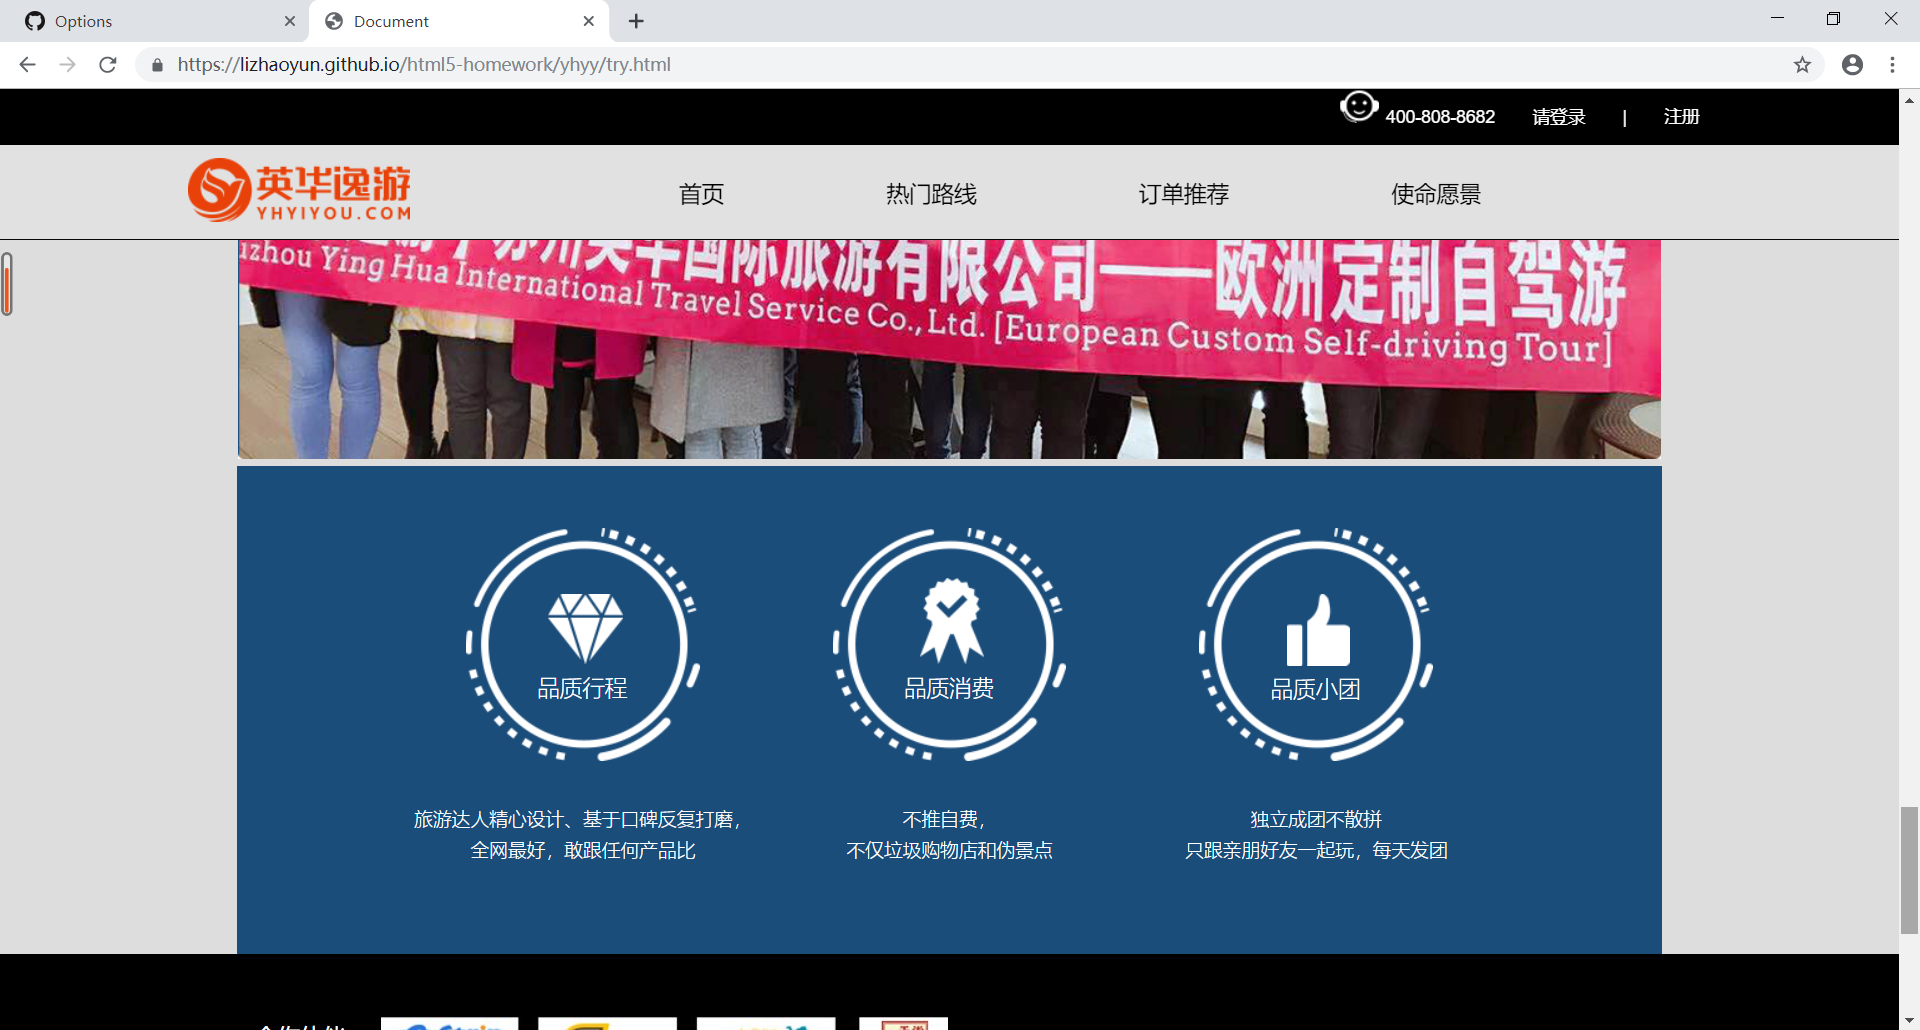 Options
Document
https://lizhaoyun.github.io/html5-homework/yhyy/try.html
400-808-8682 请登录 | 注册
英华逸游
YHYIYOU.COM
首页 热门路线 订单推荐 使命愿景
苏州英华国际旅游有限公司——欧洲定制自驾游
Ying Hua International Travel Service Co., Ltd. [European Custom Self-driving Tour]
品质行程 品质消费 品质小团
旅游达人精心设计、基于口碑反复打磨，
全网最好，敢跟任何产品比
不推自费，
不仅垃圾购物店和伪景点
独立成团不散拼
只跟亲朋好友一起玩，每天发团